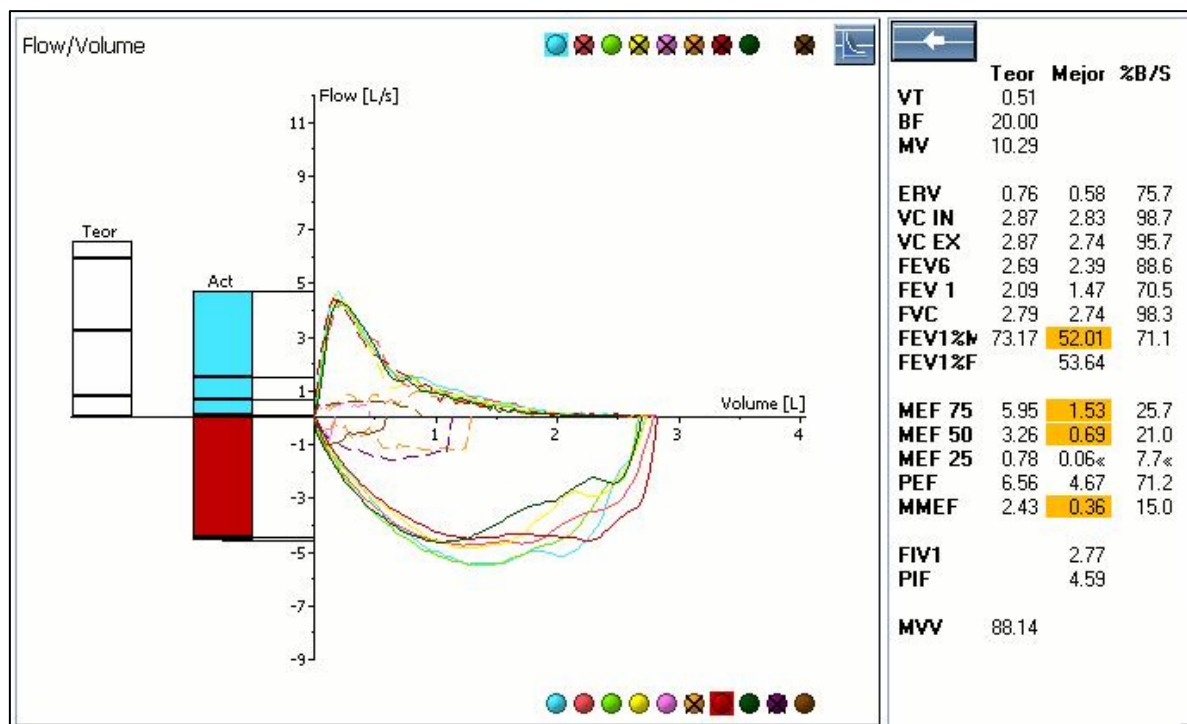 Flow/Volume
Flow [L/s]
11
9
7
5
3
1
-1
-3
-5
-7
-9
Teor
Act
Volume [L]
1 2 3 4
Teor Mejor %B/S
VT 0.51
BF 20.00
MV 10.29
ERV 0.76 0.58 75.7
VC IN 2.87 2.83 98.7
VC EX 2.87 2.74 95.7
FEV6 2.69 2.39 88.6
FEV 1 2.09 1.47 70.5
FVC 2.79 2.74 98.3
FEV1%M 73.17 52.01 71.1
FEV1%F 53.64
MEF 75 5.95 1.53 25.7
MEF 50 3.26 0.69 21.0
MEF 25 0.78 0.06« 7.7«
PEF 6.56 4.67 71.2
MMEF 2.43 0.36 15.0
FIV1 2.77
PIF 4.59
MVV 88.14